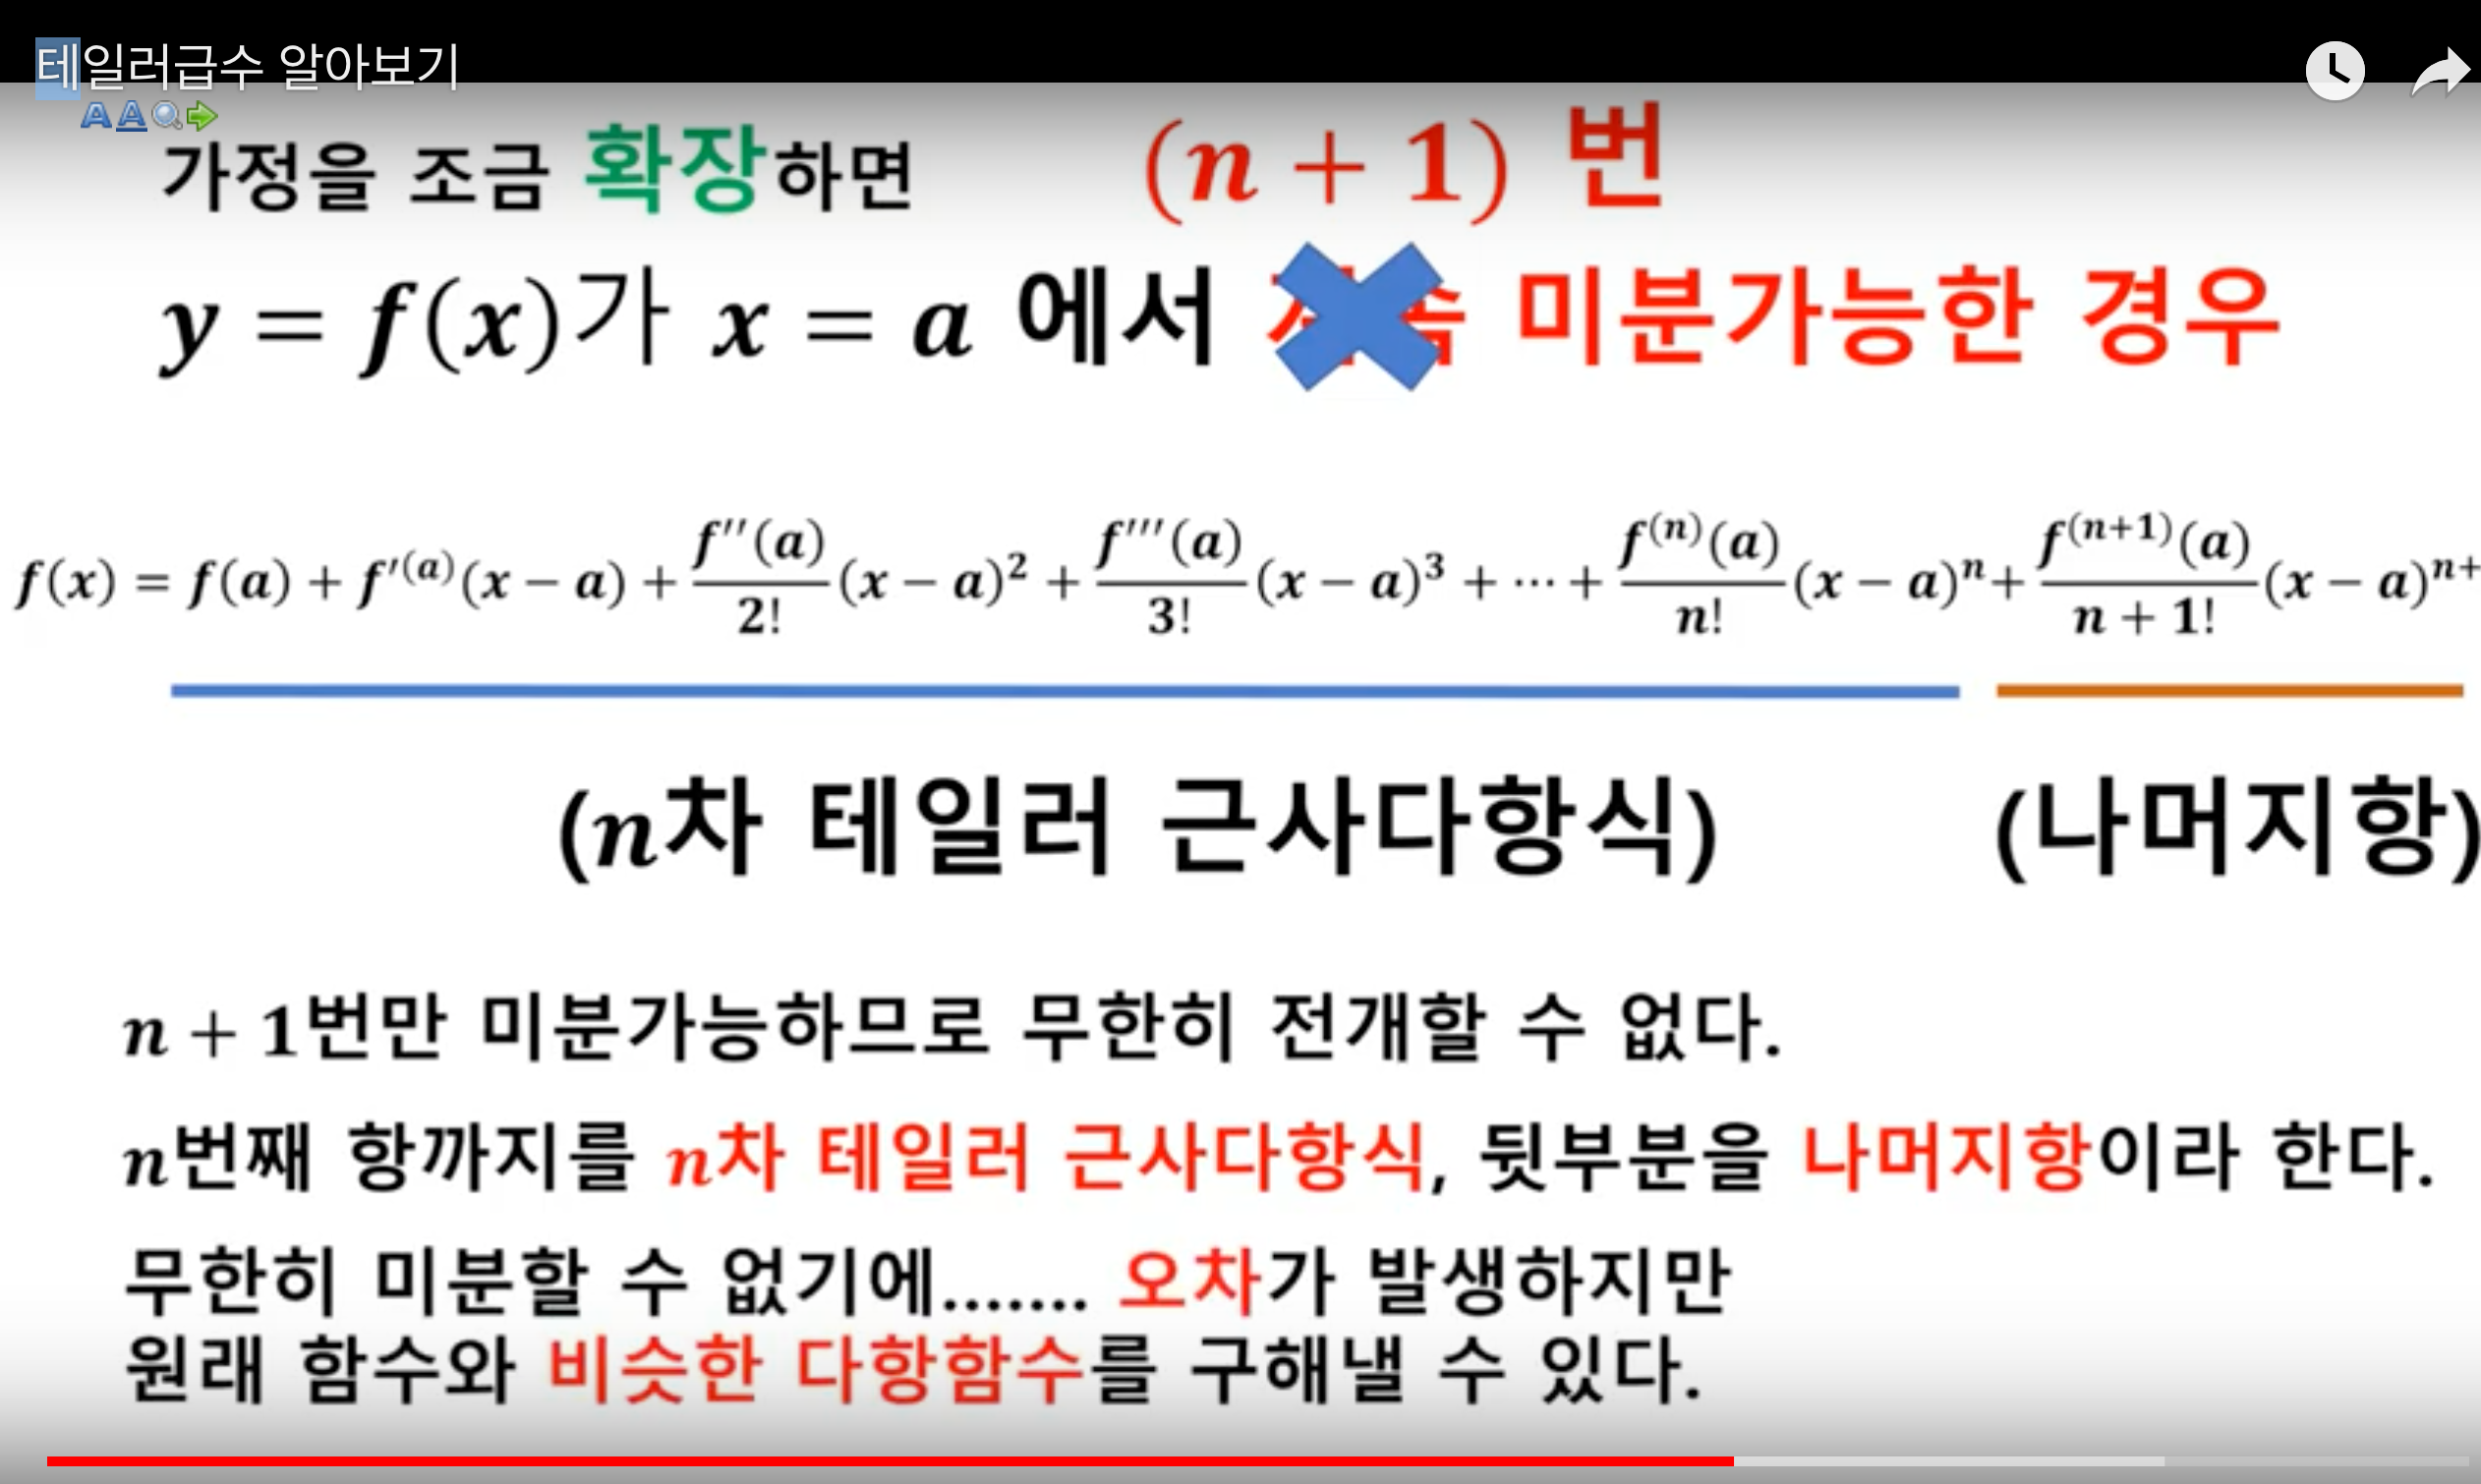 테일러급수 알아보기
가정을 조금 확장하면
(n + 1) 번
y = f(x)가 x = a 에서 미분가능한 경우
f(x) = f(a) + f′⁽ᵃ⁾(x − a) + f′′(a)/2! (x − a)² + f′′′(a)/3! (x − a)³ + ⋯ + f⁽ⁿ⁾(a)/n! (x − a)ⁿ + f⁽ⁿ⁺¹⁾(a)/n + 1! (x − a)ⁿ⁺
(n차 테일러 근사다항식) (나머지항)
n + 1번만 미분가능하므로 무한히 전개할 수 없다.
n번째 항까지를 n차 테일러 근사다항식, 뒷부분을 나머지항이라 한다.
무한히 미분할 수 없기에....... 오차가 발생하지만
원래 함수와 비슷한 다항함수를 구해낼 수 있다.